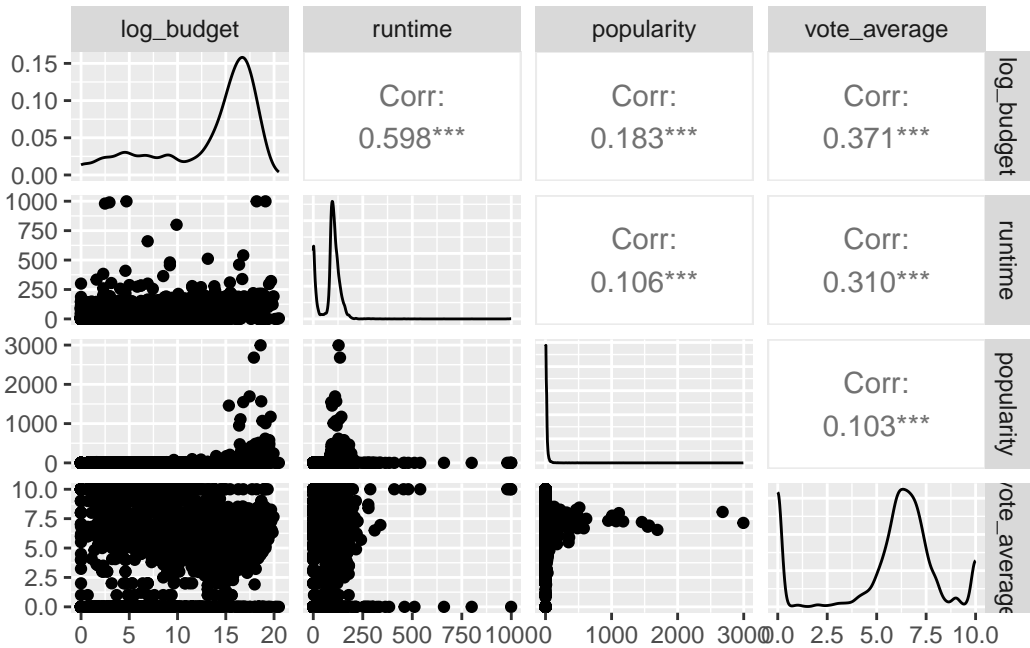 log_budget runtime popularity vote_average
0.15
0.10
0.05
0.00
Corr:
0.598***
Corr:
0.183***
Corr:
0.371***
log_budget
1000
750
500
250
0
Corr:
0.106***
Corr:
0.310***
runtime
3000
2000
1000
0
Corr:
0.103***
popularity
10.0
7.5
5.0
2.5
0.0
vote_average
0 5 10 15 20
0 250 500 750 1000
0 1000 2000 3000
0.0 2.5 5.0 7.5 10.0